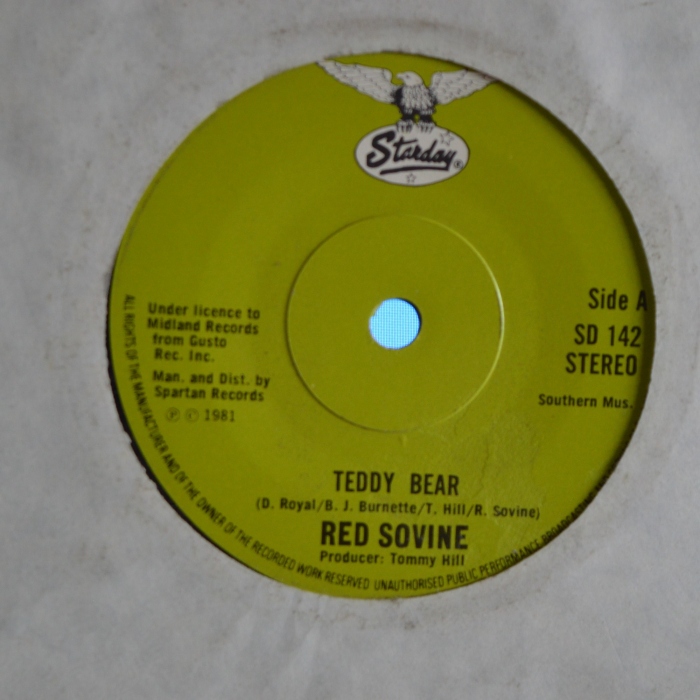 Starday®
Under licence to
Midland Records
from Gusto
Rec. Inc.
Man. and Dist. by
Spartan Records
℗ © 1981
Side A
SD 142
STEREO
Southern Mus.
TEDDY BEAR
(D. Royal/B. J. Burnette/T. Hill/R. Sovine)
RED SOVINE
Producer: Tommy Hill
ALL RIGHTS OF THE MANUFACTURER AND OF THE OWNER OF THE RECORDED WORK RESERVED UNAUTHORISED PUBLIC PERFORMANCE